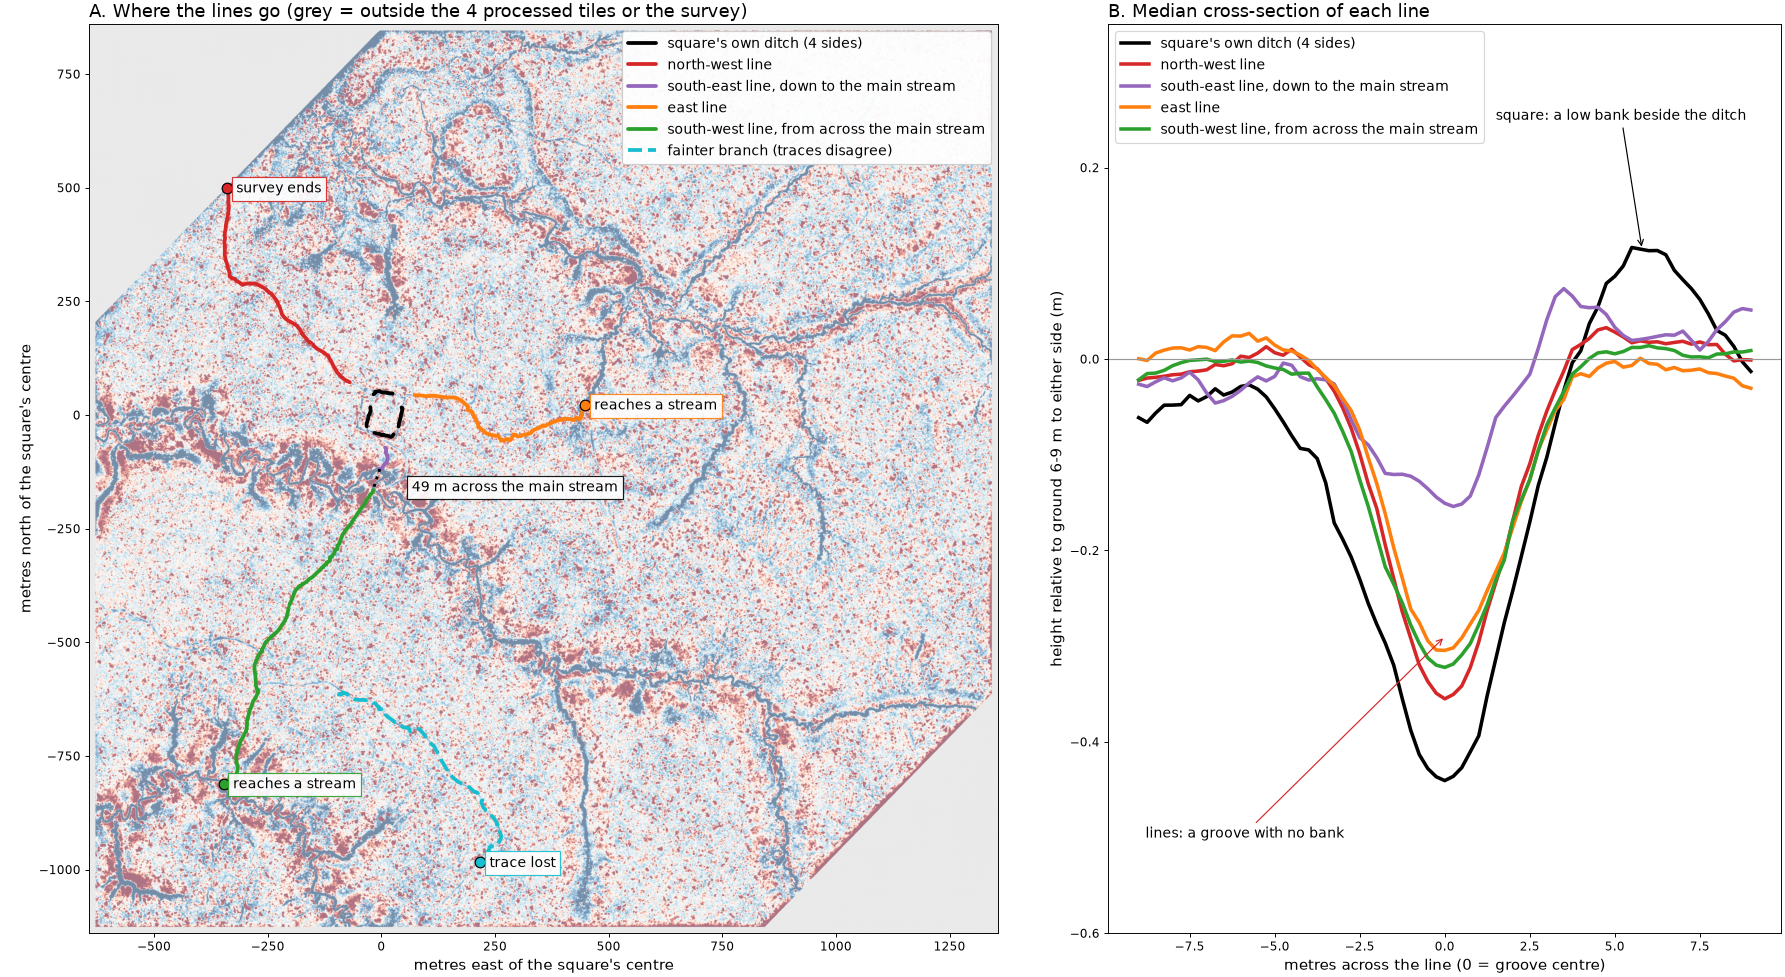 A. Where the lines go (grey = outside the 4 processed tiles or the survey)
metres north of the square's centre
750
500
250
0
−250
−500
−750
−1000
square's own ditch (4 sides)
north-west line
south-east line, down to the main stream
east line
south-west line, from across the main stream
fainter branch (traces disagree)
survey ends
reaches a stream
49 m across the main stream
reaches a stream
trace lost
−500
−250
0
250
500
750
1000
1250
metres east of the square's centre
B. Median cross-section of each line
height relative to ground 6-9 m to either side (m)
0.2
0.0
−0.2
−0.4
−0.6
square's own ditch (4 sides)
north-west line
south-east line, down to the main stream
east line
south-west line, from across the main stream
square: a low bank beside the ditch
lines: a groove with no bank
−7.5
−5.0
−2.5
0.0
2.5
5.0
7.5
metres across the line (0 = groove centre)